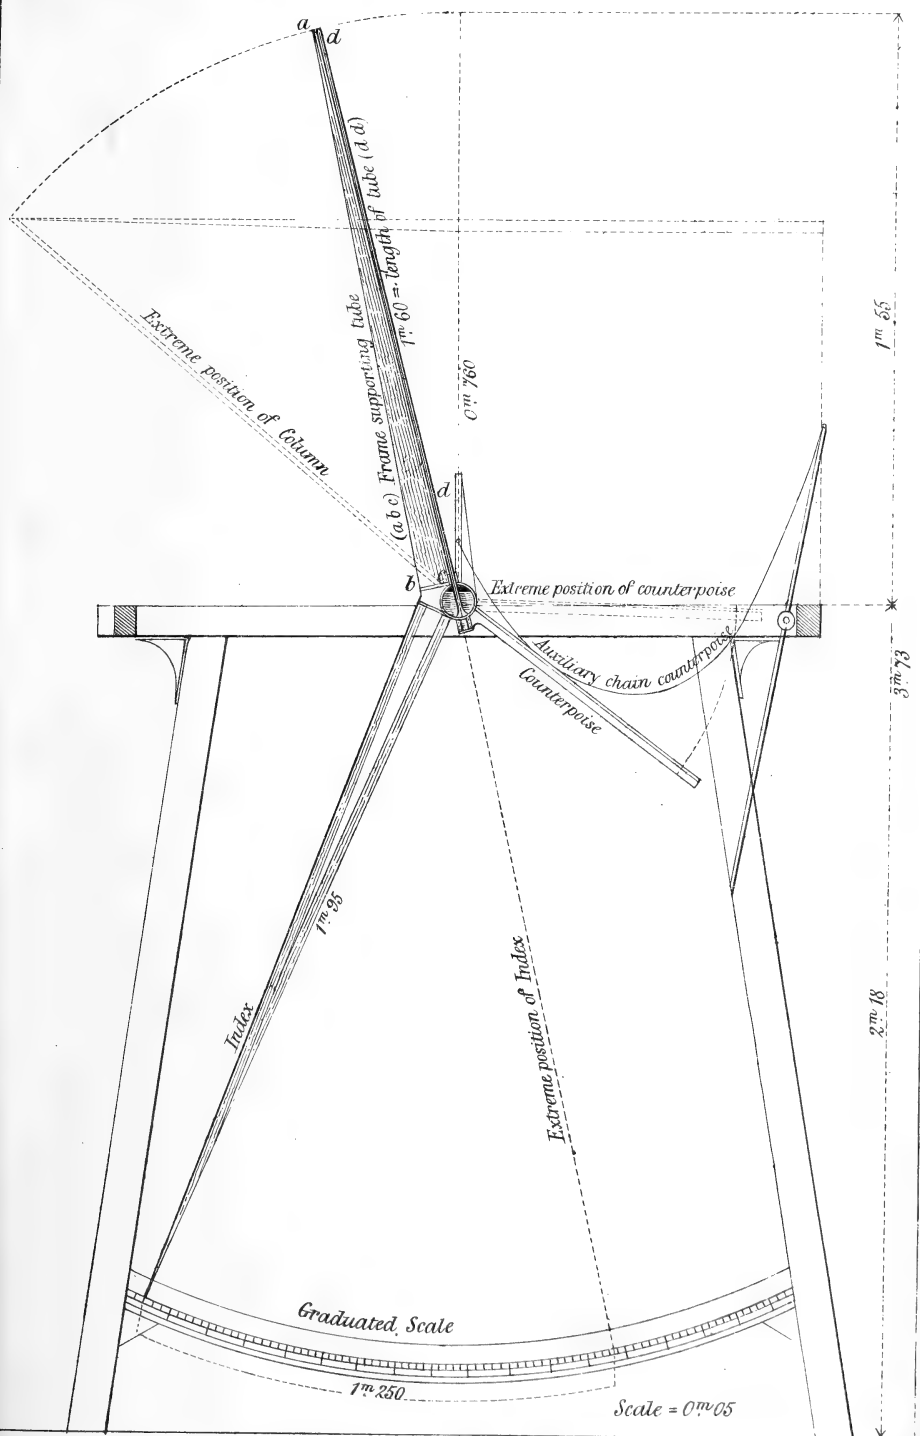 a
d
1m 60 = length of tube (d d)
(a b c) Frame supporting tube
0m 760
1m 55
Extreme position of Column
d
b
c
Extreme position of counterpoise
Auxiliary chain counterpoise
Counterpoise
3m 73
1m 95
Index
Extreme position of Index
2m 18
Graduated Scale
1m 250
Scale = 0m 05